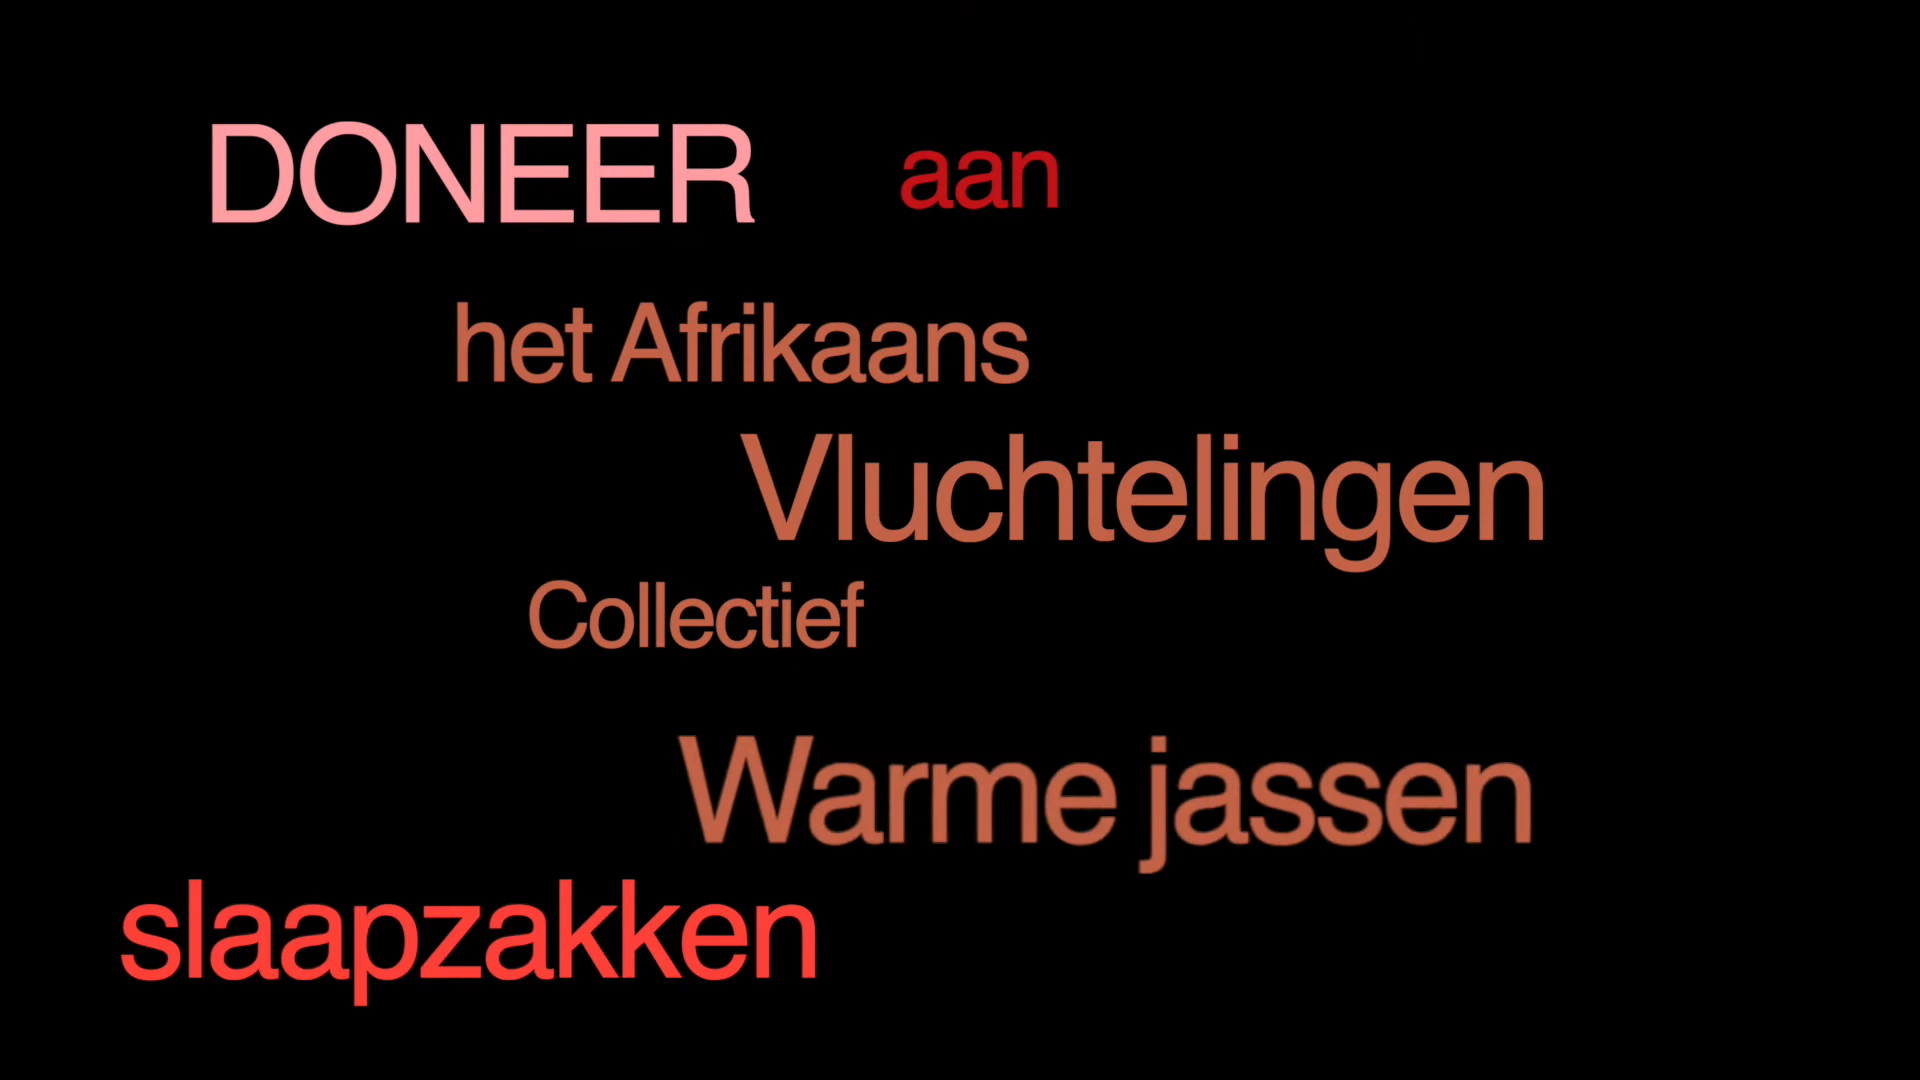 DONEER aan
het Afrikaans
Vluchtelingen
Collectief
Warme jassen
slaapzakken